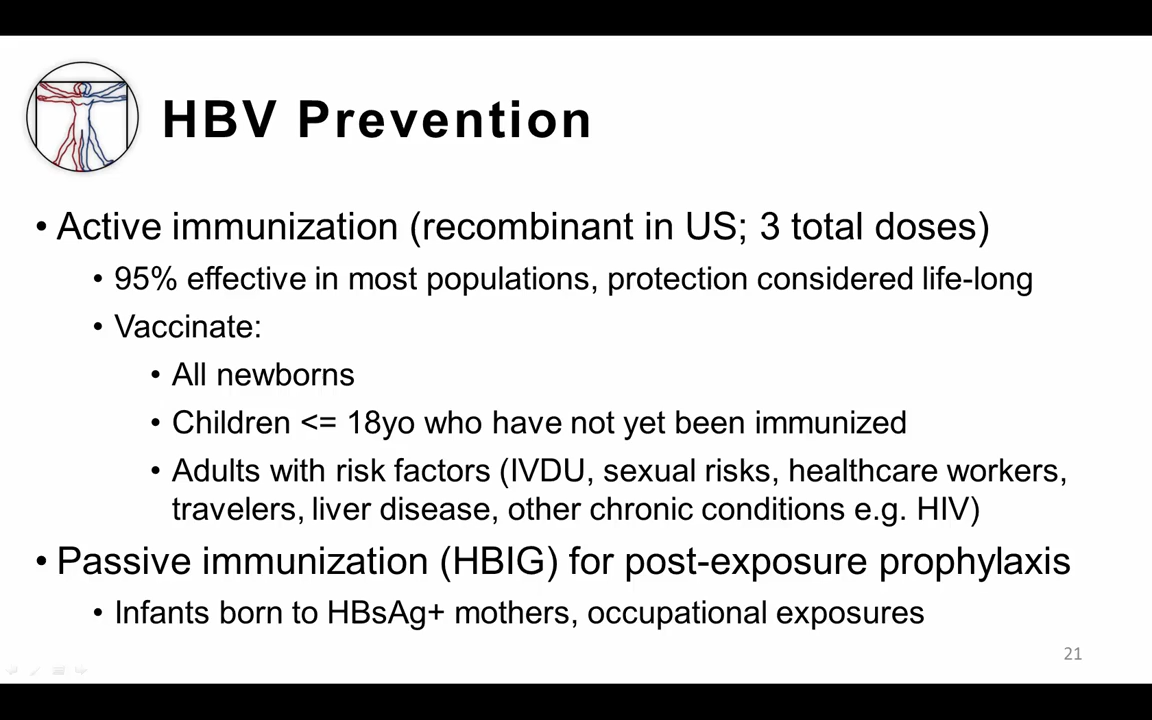 HBV Prevention
• Active immunization (recombinant in US; 3 total doses)
• 95% effective in most populations, protection considered life-long
• Vaccinate:
• All newborns
• Children <= 18yo who have not yet been immunized
• Adults with risk factors (IVDU, sexual risks, healthcare workers,
travelers, liver disease, other chronic conditions e.g. HIV)
• Passive immunization (HBIG) for post-exposure prophylaxis
• Infants born to HBsAg+ mothers, occupational exposures
21